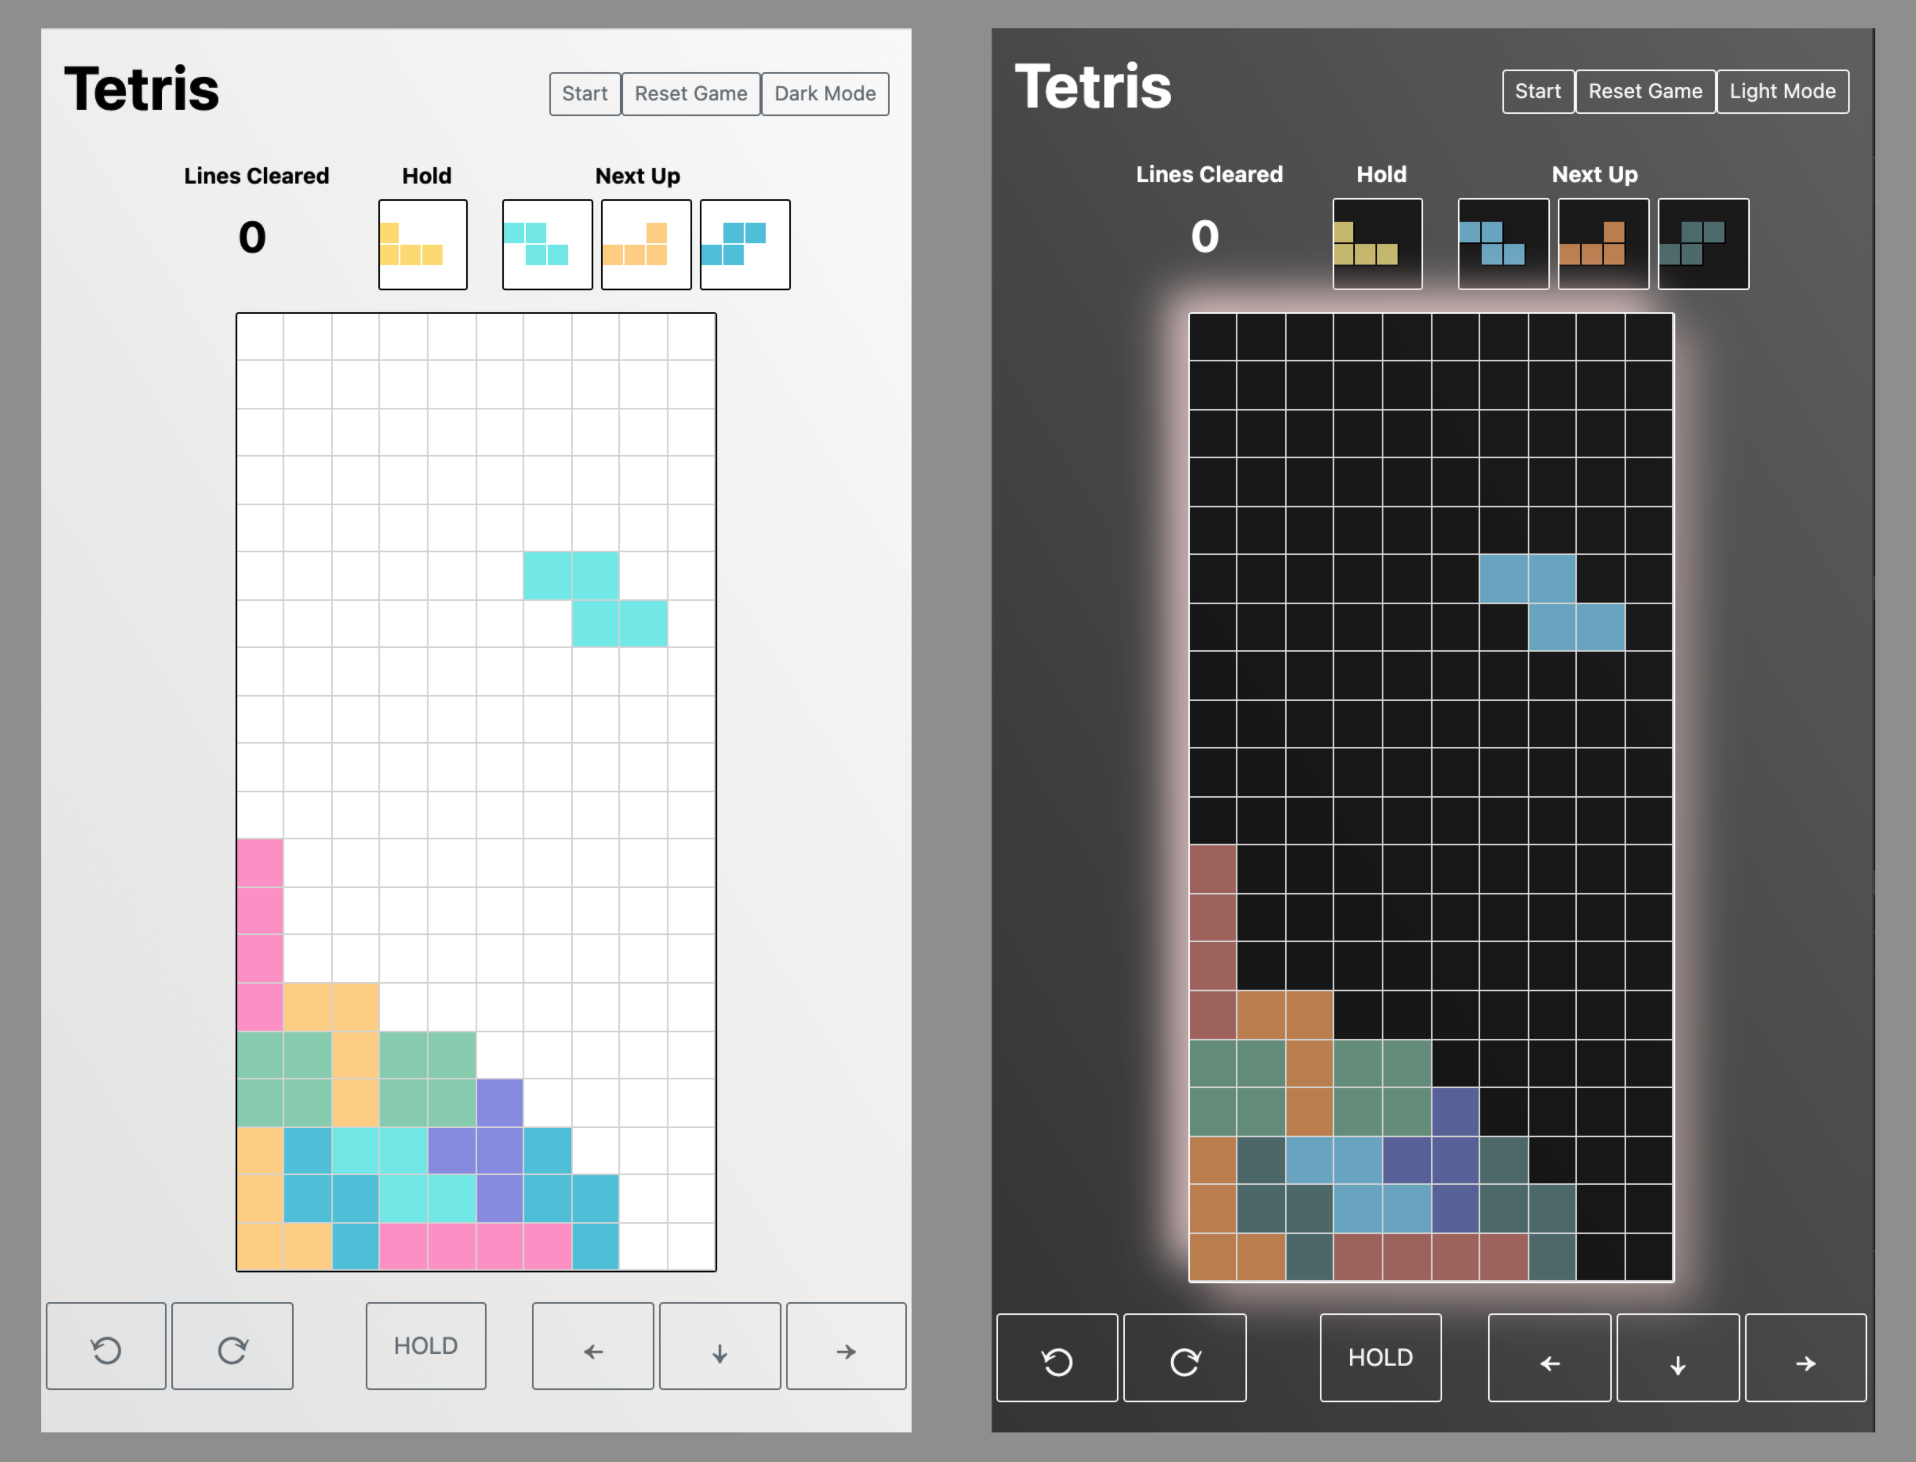 Tetris
Start Reset Game Dark Mode
Lines Cleared Hold Next Up
0
HOLD
Tetris
Start Reset Game Light Mode
Lines Cleared Hold Next Up
0
HOLD